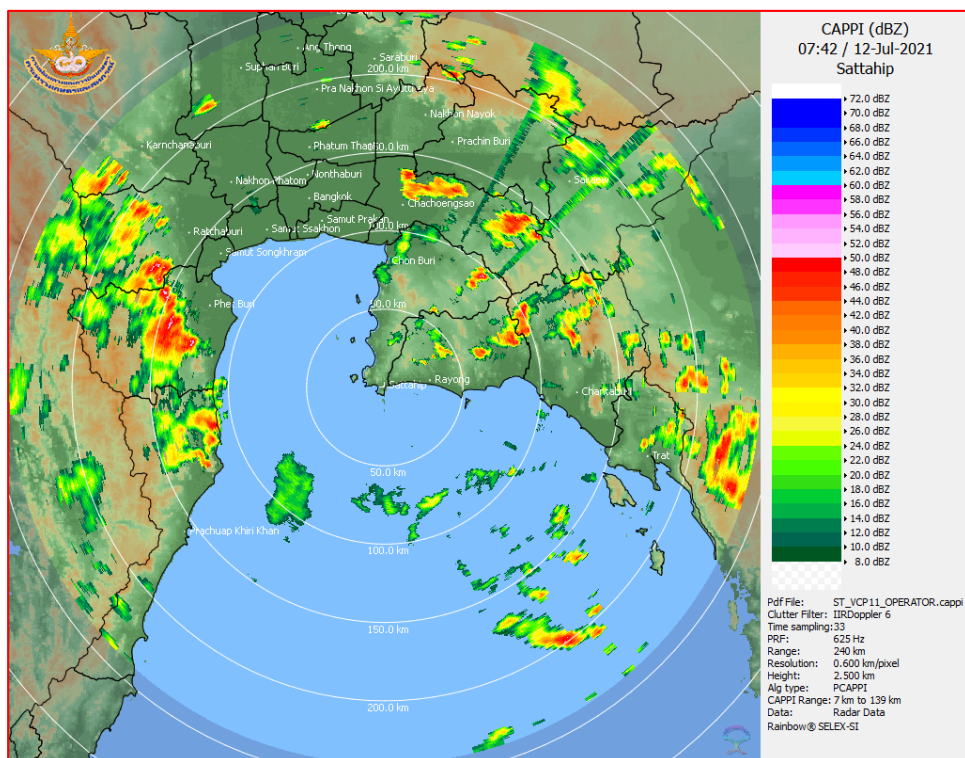 CAPPI (dBZ)
07:42 / 12-Jul-2021
Sattahip
72.0 dBZ
70.0 dBZ
68.0 dBZ
66.0 dBZ
64.0 dBZ
62.0 dBZ
60.0 dBZ
58.0 dBZ
56.0 dBZ
54.0 dBZ
52.0 dBZ
50.0 dBZ
48.0 dBZ
46.0 dBZ
44.0 dBZ
42.0 dBZ
40.0 dBZ
38.0 dBZ
36.0 dBZ
34.0 dBZ
32.0 dBZ
30.0 dBZ
28.0 dBZ
26.0 dBZ
24.0 dBZ
22.0 dBZ
20.0 dBZ
18.0 dBZ
16.0 dBZ
14.0 dBZ
12.0 dBZ
10.0 dBZ
8.0 dBZ
Pdf File: ST_VCP11_OPERATOR.cappi
Clutter Filter: IIRDoppler 6
Time sampling:33
PRF: 625 Hz
Range: 240 km
Resolution: 0.600 km/pixel
Height: 2.500 km
Alg type: PCAPPI
CAPPI Range: 7 km to 139 km
Data: Radar Data
Rainbow® SELEX-SI
Ang Thong
Saraburi
Suphan Buri
200.0 km
Pra Nakhon Si Ayuttaya
Nakhon Nayok
Karnchanaburi
Phatum Thani
Prachin Buri
Nonthaburi
Nakhon Phatom
Bangkok
Chachoengsao
Samut Prakan
Ratchaburi
Samut Ssakhon
100.0 km
Samut Songkhram
Chon Buri
Phet Buri
Sattahip
Rayong
Trat
50.0 km
Prachuap Khiri Khan
100.0 km
150.0 km
200.0 km